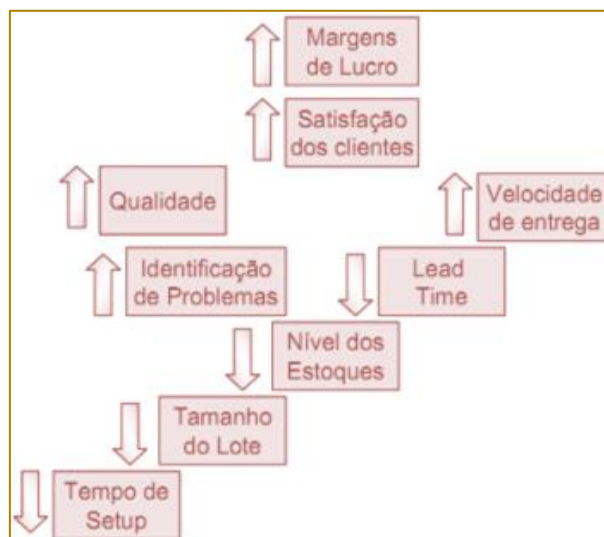 Margens
de Lucro
Satisfação
dos clientes
Qualidade
Velocidade
de entrega
Identificação
de Problemas
Lead
Time
Nível dos
Estoques
Tamanho
do Lote
Tempo de
Setup